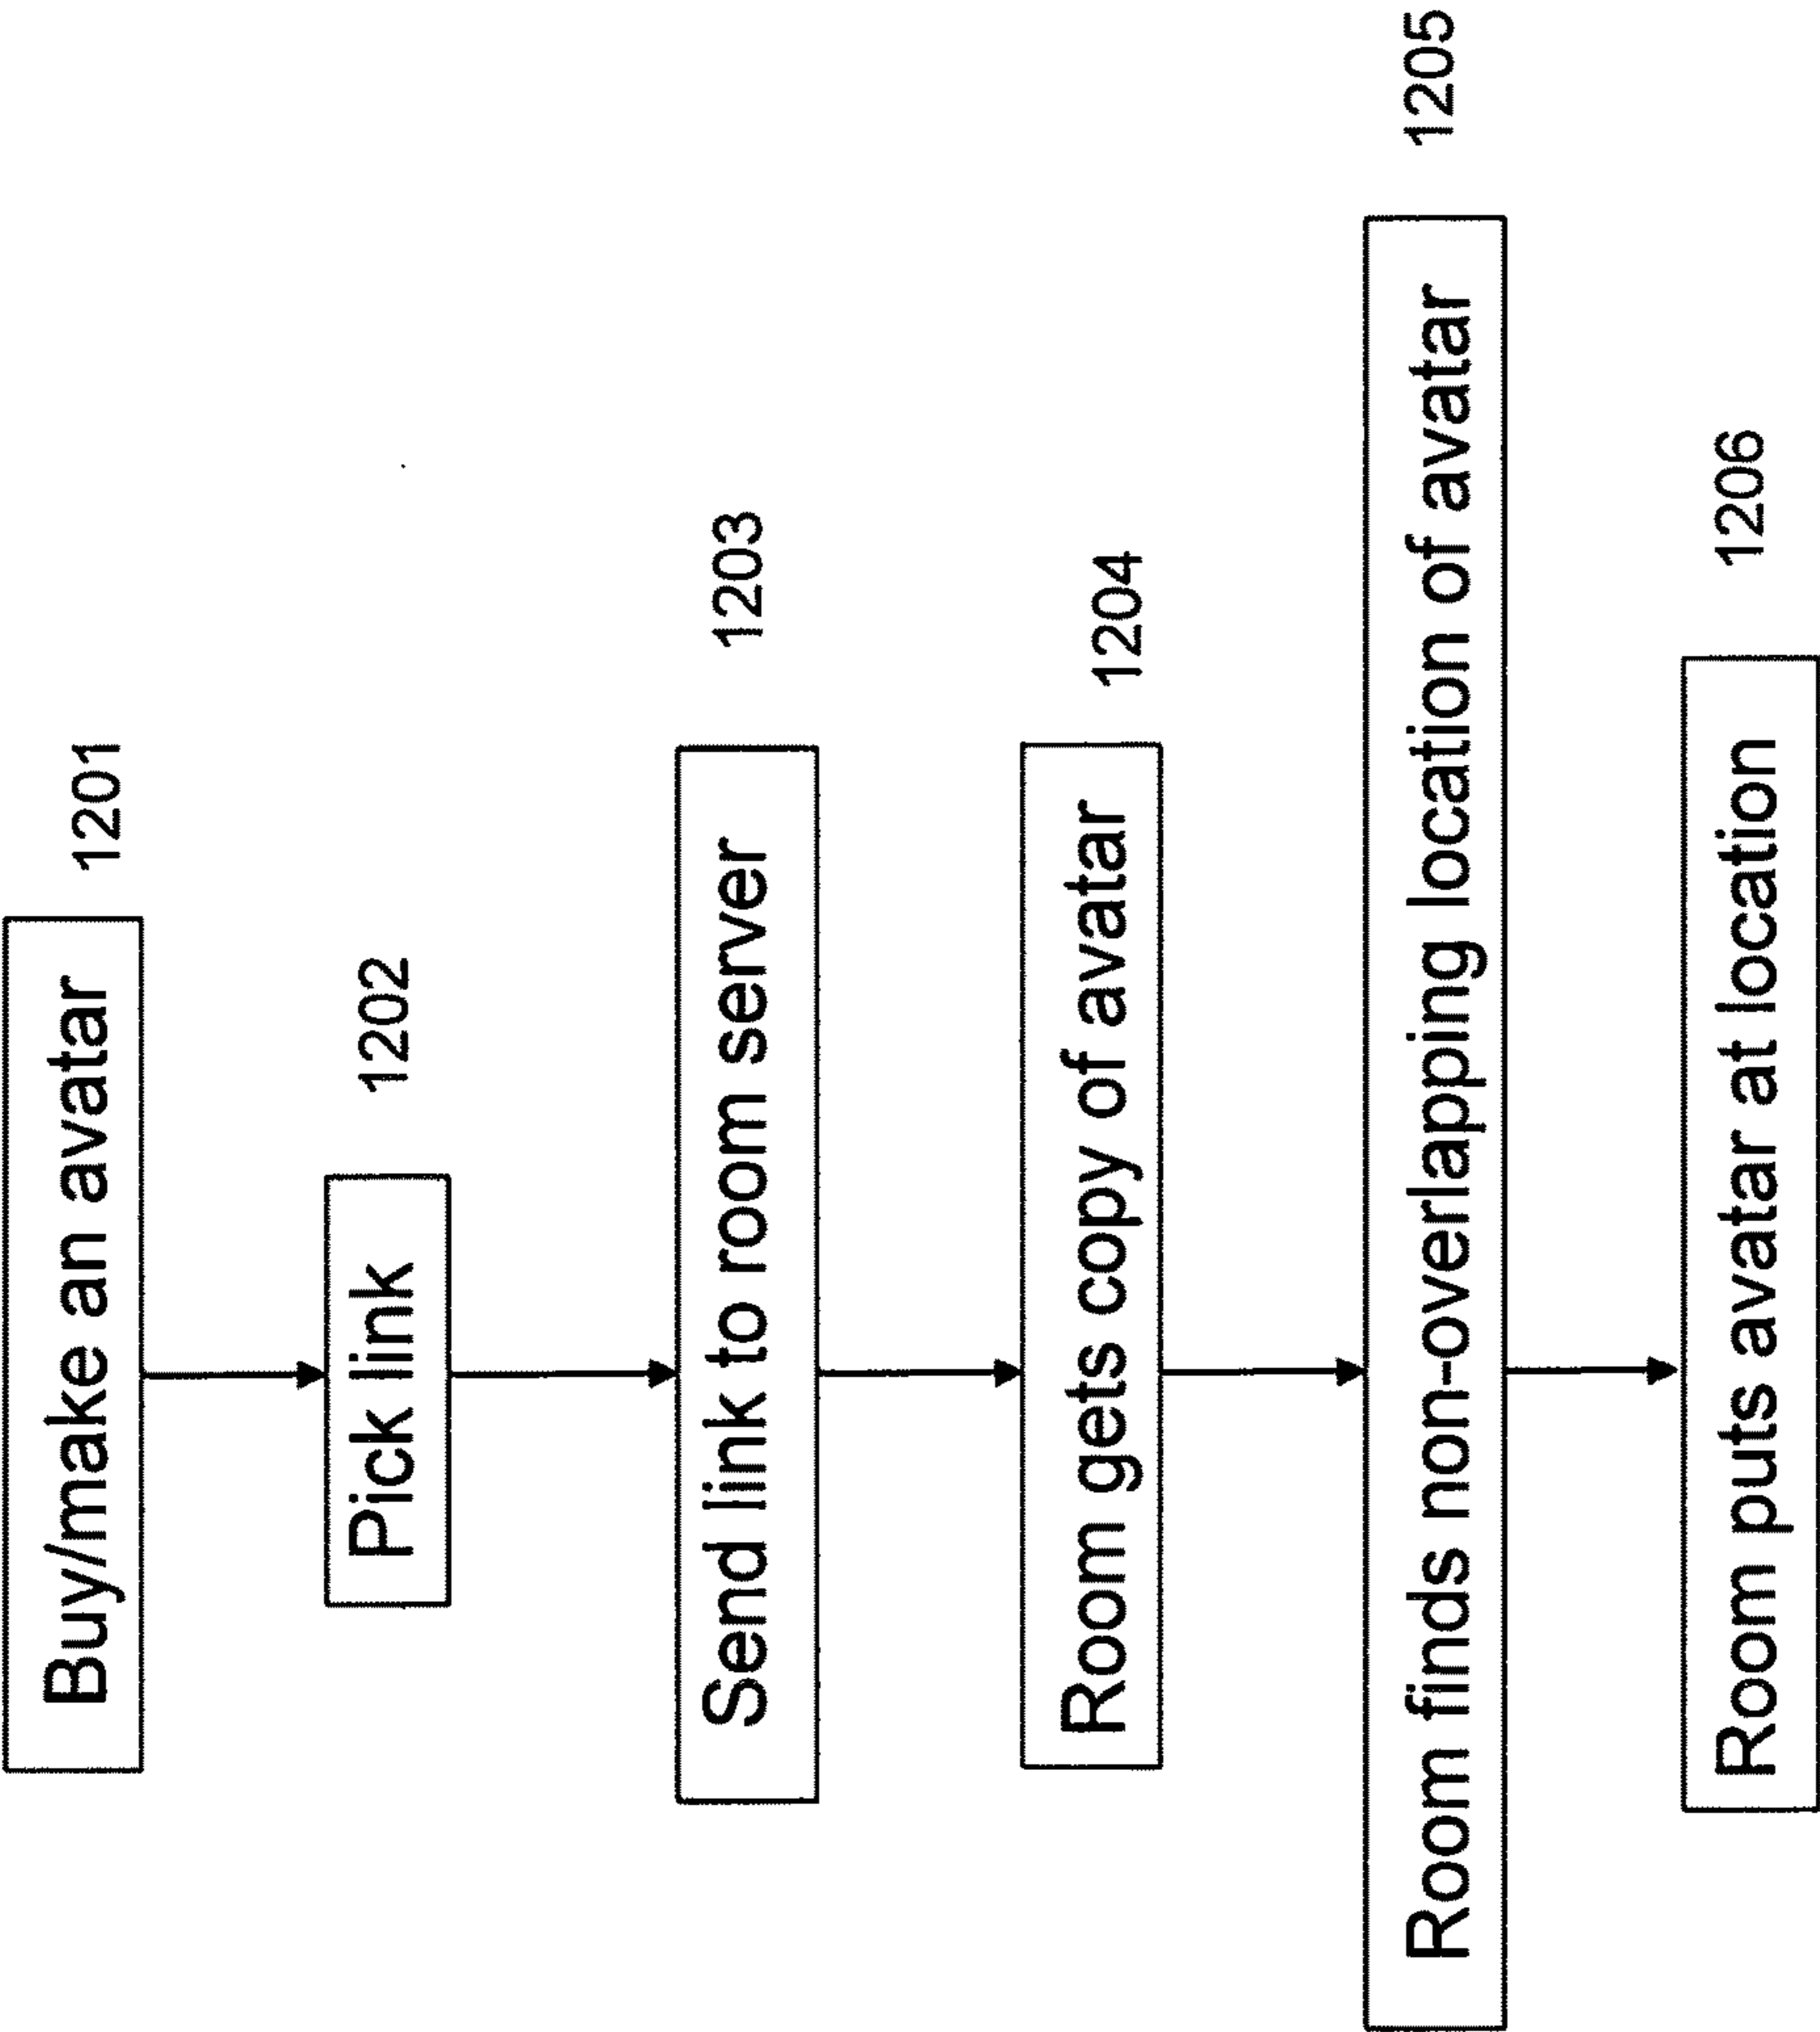 Buy/make an avatar
1201
Pick link
1202
Send link to room server
1203
Room gets copy of avatar
1204
Room finds non-overlapping location of avatar
1205
Room puts avatar at location
1206